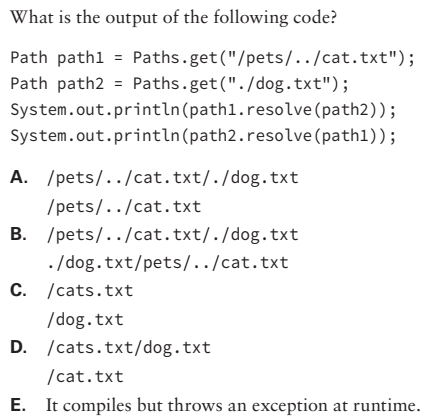 What is the output of the following code?
Path path1 = Paths.get("/pets/../cat.txt");
Path path2 = Paths.get("./dog.txt");
System.out.println(path1.resolve(path2));
System.out.println(path2.resolve(path1));
A. /pets/../cat.txt/./dog.txt
/pets/../cat.txt
B. /pets/../cat.txt/./dog.txt
./dog.txt/pets/../cat.txt
C. /cats.txt
/dog.txt
D. /cats.txt/dog.txt
/cat.txt
E. It compiles but throws an exception at runtime.